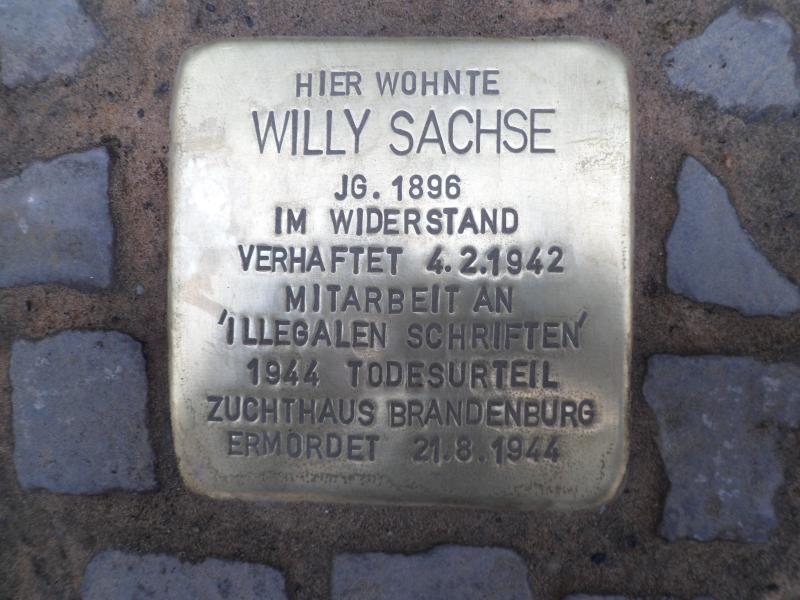 HIER WOHNTE
WILLY SACHSE
JG. 1896
IM WIDERSTAND
VERHAFTET 4.2.1942
MITARBEIT AN
'ILLEGALEN SCHRIFTEN'
1944 TODESURTEIL
ZUCHTHAUS BRANDENBURG
ERMORDET 21.8.1944